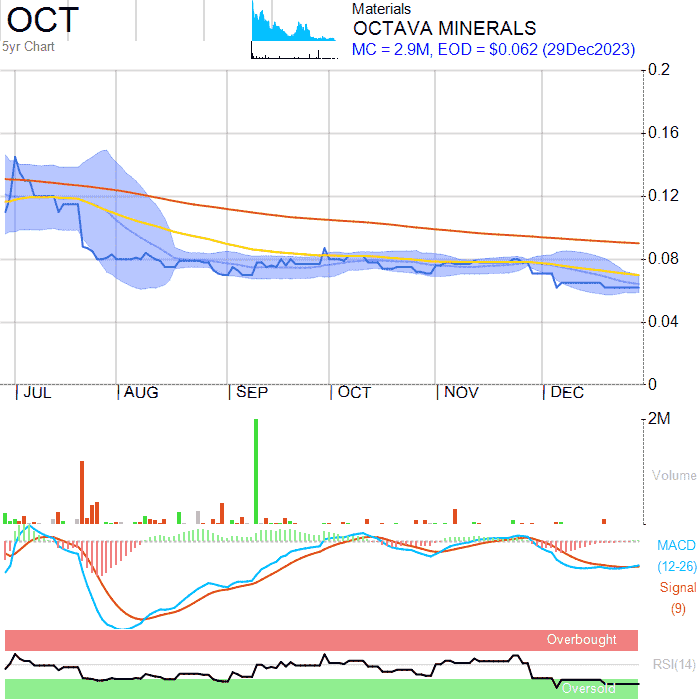 OCT
5yr Chart
Materials
OCTAVA MINERALS
MC = 2.9M, EOD = $0.062 (29Dec2023)
0.2
0.16
0.12
0.08
0.04
0
JUL AUG SEP OCT NOV DEC
2M
Volume
MACD
(12-26)
Signal
(9)
Overbought
RSI(14)
Oversold